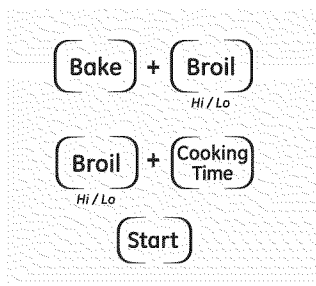 Bake + Broil
Hi / Lo
Broil + Cooking
Time
Hi / Lo
Start